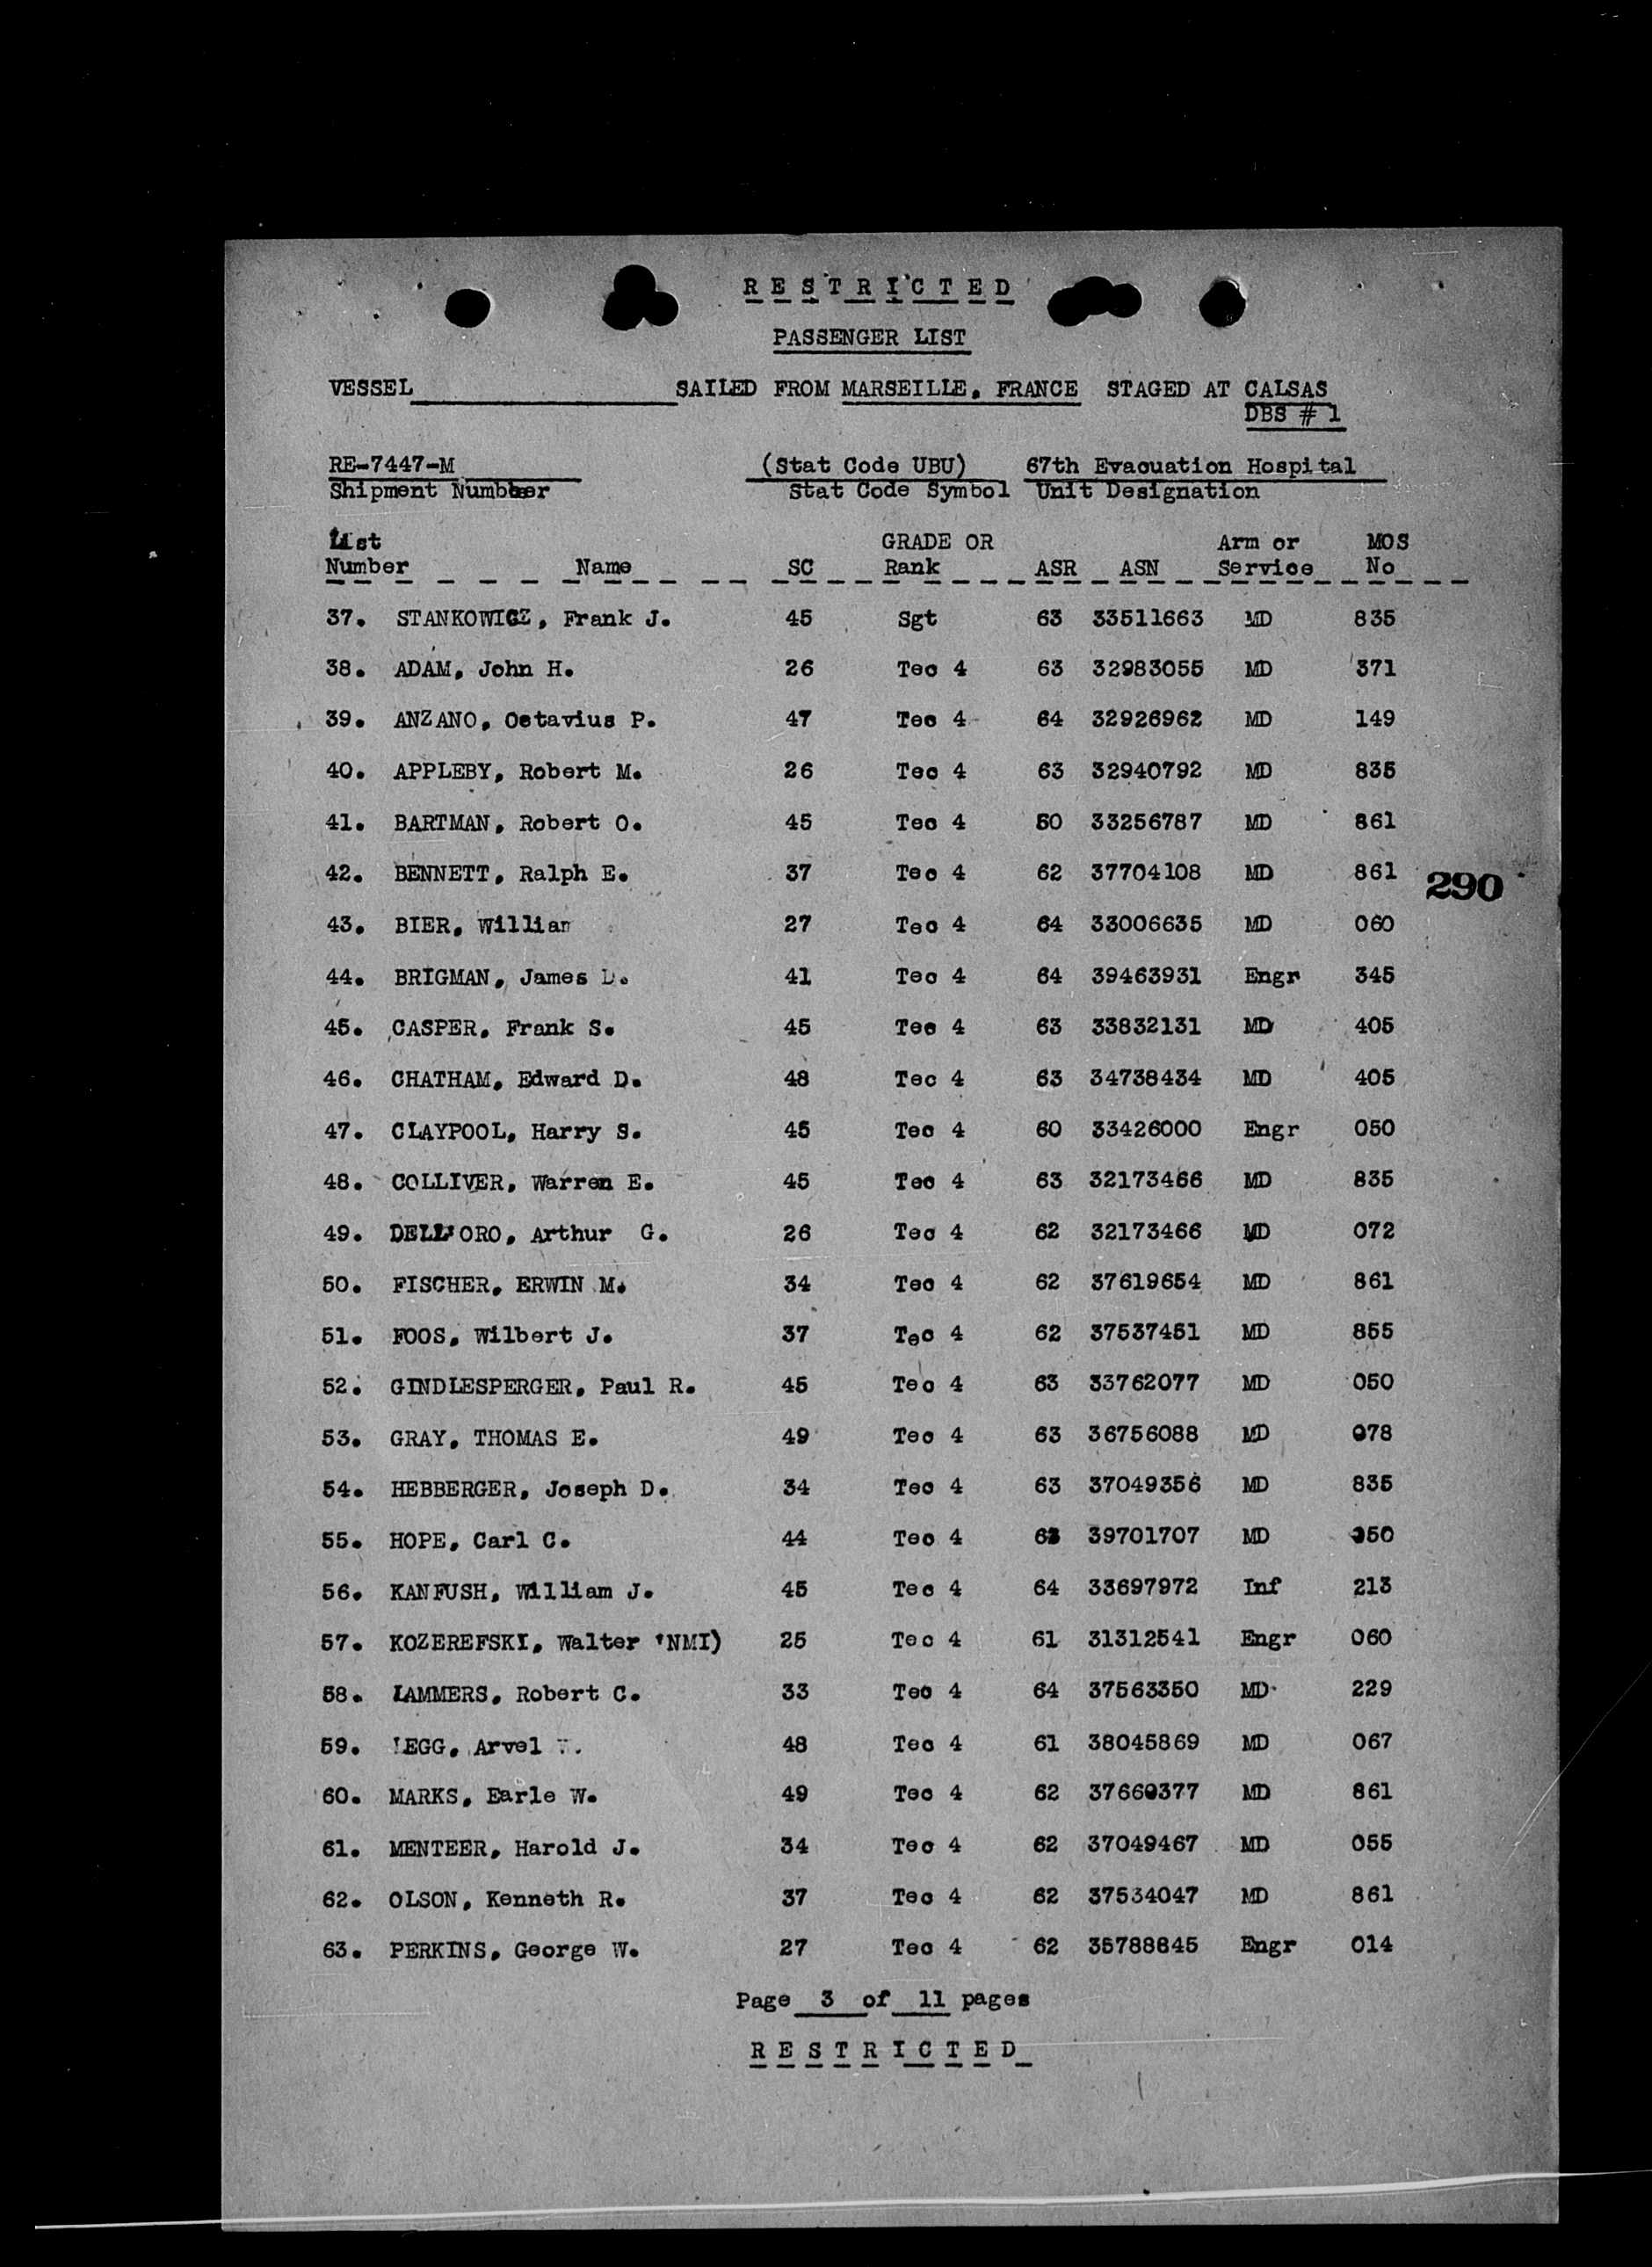 RESTRICTED
PASSENGER LIST
VESSEL SAILED FROM MARSEILLE, FRANCE STAGED AT CALSAS
DBS # 1
RE-7447-M (Stat Code UBU) 67th Evacuation Hospital
Shipment Number Stat Code Symbol Unit Designation
List GRADE OR Arm or MOS
Number Name SC Rank ASR ASN Service No
37. STANKOWICZ, Frank J. 45 Sgt 63 33511663 MD 835
38. ADAM, John H. 26 Tec 4 63 32983055 MD 371
39. ANZANO, Octavius P. 47 Tec 4 64 32926962 MD 149
40. APPLEBY, Robert M. 26 Tec 4 63 32940792 MD 835
41. BARTMAN, Robert O. 45 Tec 4 50 33256787 MD 861
42. BENNETT, Ralph E. 37 Tec 4 62 37704108 MD 861
290
43. BIER, William 27 Tec 4 64 33006635 MD 060
44. BRIGMAN, James D. 41 Tec 4 64 39463931 Engr 345
45. CASPER, Frank S. 45 Tec 4 63 33832131 MD 405
46. CHATHAM, Edward D. 48 Tec 4 63 34738434 MD 405
47. CLAYPOOL, Harry S. 45 Tec 4 60 33426000 Engr 050
48. COLLIVER, Warren E. 45 Tec 4 63 32173466 MD 835
49. DELL'ORO, Arthur G. 26 Tec 4 62 32173466 MD 072
50. FISCHER, ERWIN M. 34 Tec 4 62 37619654 MD 861
51. FOOS, Wilbert J. 37 Tec 4 62 37537451 MD 855
52. GINDLESPERGER, Paul R. 45 Tec 4 63 33762077 MD 050
53. GRAY, THOMAS E. 49 Tec 4 63 36756088 MD 078
54. HEBBERGER, Joseph D. 34 Tec 4 63 37049356 MD 835
55. HOPE, Carl C. 44 Tec 4 63 39701707 MD 050
56. KANFUSH, William J. 45 Tec 4 64 33697972 Inf 213
57. KOZEREFSKI, Walter 'NMI) 25 Tec 4 61 31312541 Engr 060
58. LAMMERS, Robert C. 33 Tec 4 64 37563350 MD 229
59. LEGG, Arvel 48 Tec 4 61 38045869 MD 067
60. MARKS, Earle W. 49 Tec 4 62 37660377 MD 861
61. MENTEER, Harold J. 34 Tec 4 62 37049467 MD 055
62. OLSON, Kenneth R. 37 Tec 4 62 37534047 MD 861
63. PERKINS, George W. 27 Tec 4 62 35788845 Engr 014
Page 3 of 11 pages
RESTRICTED